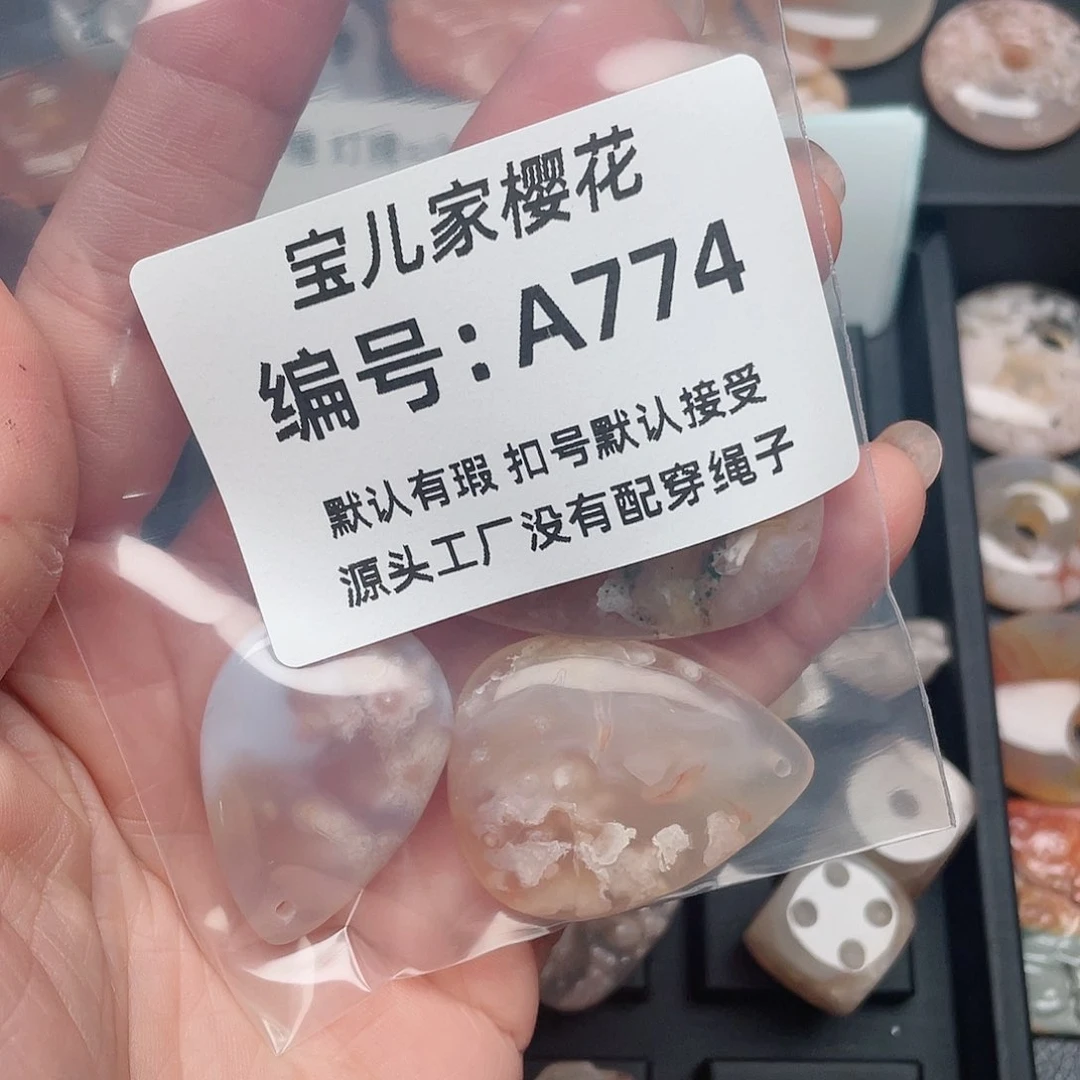 宝儿家樱花
编号:A774
默认有瑕 扣号默认接受
源头工厂没有配穿绳子